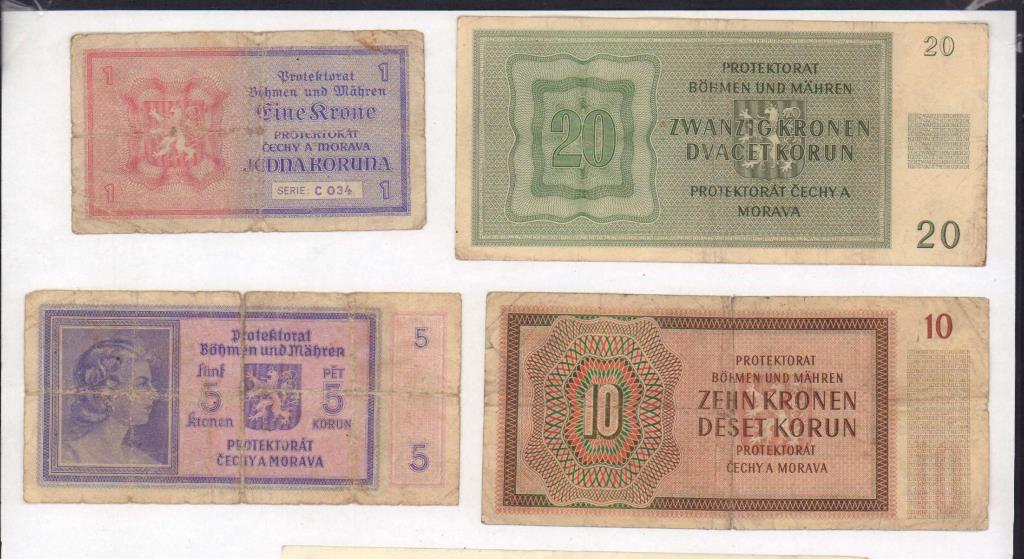 1 1
Protektorat
Böhmen und Mähren
Eine Krone
PROTEKTORÁT
ČECHY A MORAVA
JEDNA KORUNA
SERIE: C 034
1 1
20
PROTEKTORAT
BÖHMEN UND MÄHREN
20
ZWANZIG KRONEN
DVACET KORUN
PROTEKTORÁT ČECHY A
MORAVA
20
Protektorat
Böhmen und Mähren
5
fünf PĚT
5 5
Kronen KORUN
PROTEKTORÁT
ČECHY A MORAVA
5
10
PROTEKTORAT
BÖHMEN UND MÄHREN
10
ZEHN KRONEN
DESET KORUN
PROTEKTORÁT
ČECHY A MORAVA
10